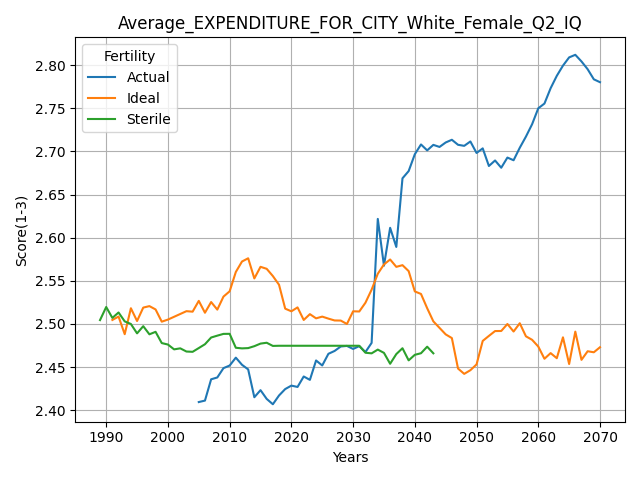 Average_EXPENDITURE_FOR_CITY_White_Female_Q2_IQ
Fertility
Actual
Ideal
Sterile
Score(1-3)
2.80
2.75
2.70
2.65
2.60
2.55
2.50
2.45
2.40
1990 2000 2010 2020 2030 2040 2050 2060 2070
Years